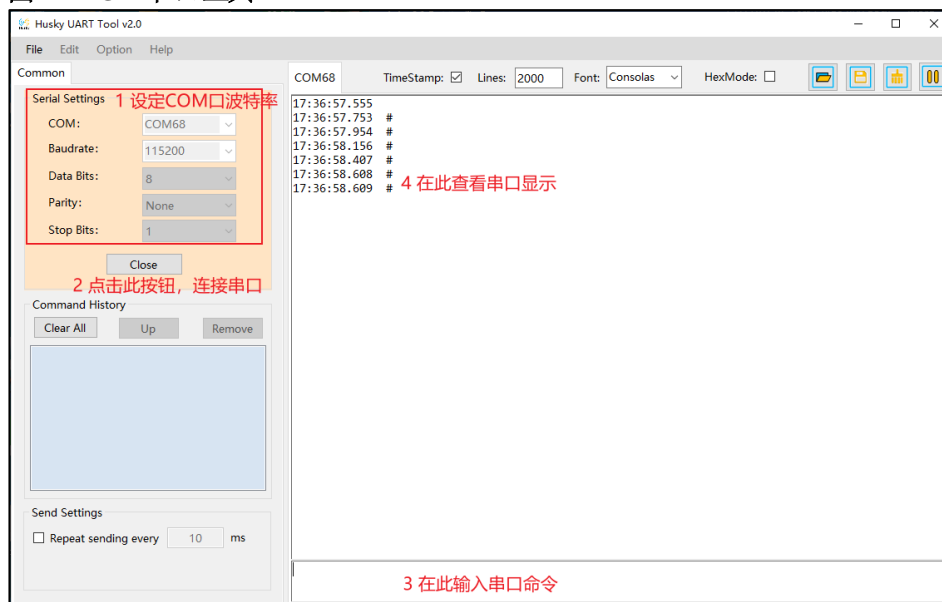 Husky UART Tool v2.0
File Edit Option Help
Common
Serial Settings
1 设定COM口波特率
COM: COM68
Baudrate: 115200
Data Bits: 8
Parity: None
Stop Bits: 1
Close
2 点击此按钮，连接串口
Command History
Clear All Up Remove
Send Settings
Repeat sending every 10 ms
COM68 TimeStamp: Lines: 2000 Font: Consolas HexMode:
17:36:57.555
17:36:57.753 #
17:36:57.954 #
17:36:58.156 #
17:36:58.407 #
17:36:58.608 #
17:36:58.609 #
4 在此查看串口显示
3 在此输入串口命令